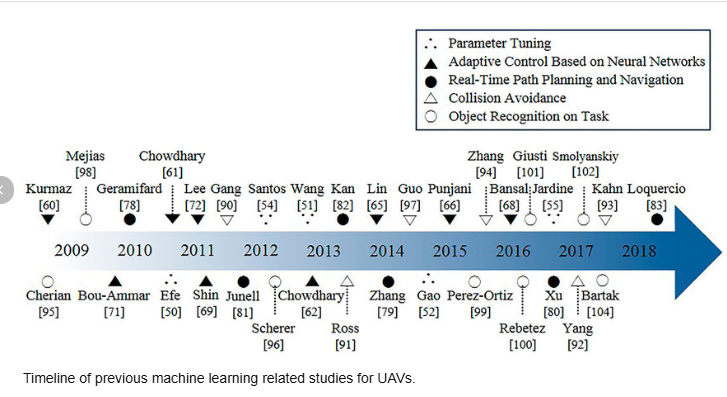 Parameter Tuning
Adaptive Control Based on Neural Networks
Real-Time Path Planning and Navigation
Collision Avoidance
Object Recognition on Task
Mejias Chowdhary Zhang Giusti Smolyanskiy
[98] [61] [94] [101] [102]
Kurmaz Geramifard Lee Gang Santos Wang Kan Lin Guo Punjani Bansal Jardine Kahn Loquercio
[60] [78] [72] [90] [54] [51] [82] [65] [97] [66] [68] [55] [93] [83]
2009 2010 2011 2012 2013 2014 2015 2016 2017 2018
Cherian Bou-Ammar Efe Shin Junell Chowdhary Zhang Gao Perez-Ortiz Xu Bartak
[95] [71] [50] [69] [81] [62] [79] [52] [99] [80] [104]
Scherer Ross Rebetez Yang
[96] [91] [100] [92]
Timeline of previous machine learning related studies for UAVs.